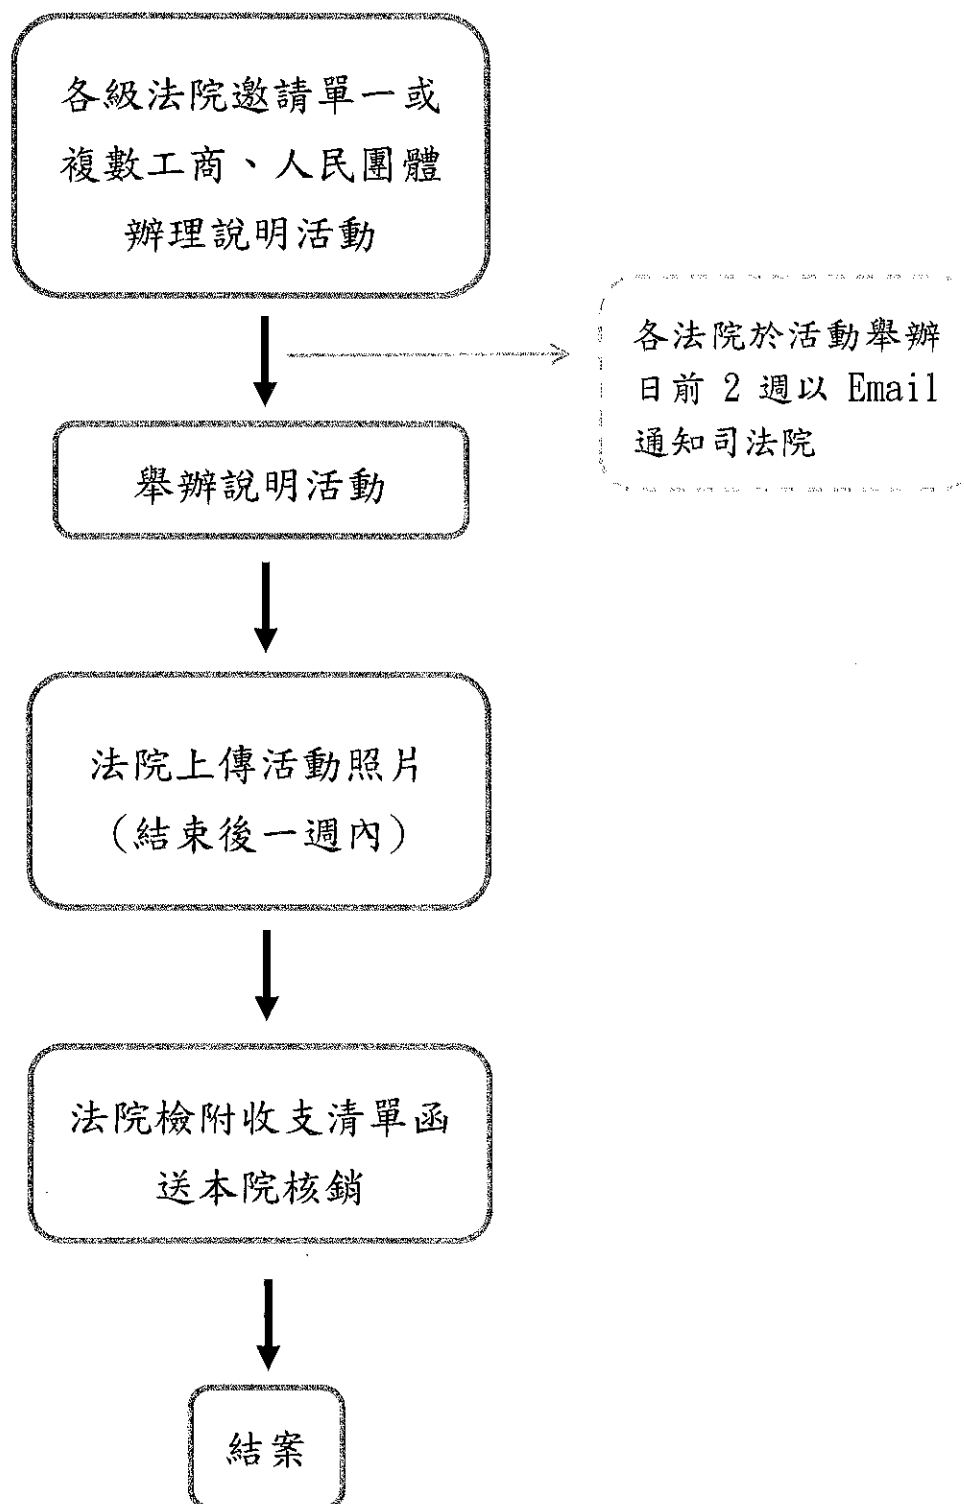 各級法院邀請單一或
複數工商、人民團體
辦理說明活動
各法院於活動舉辦
日前 2 週以 Email
通知司法院
舉辦說明活動
法院上傳活動照片
(結束後一週內)
法院檢附收支清單函
送本院核銷
結案